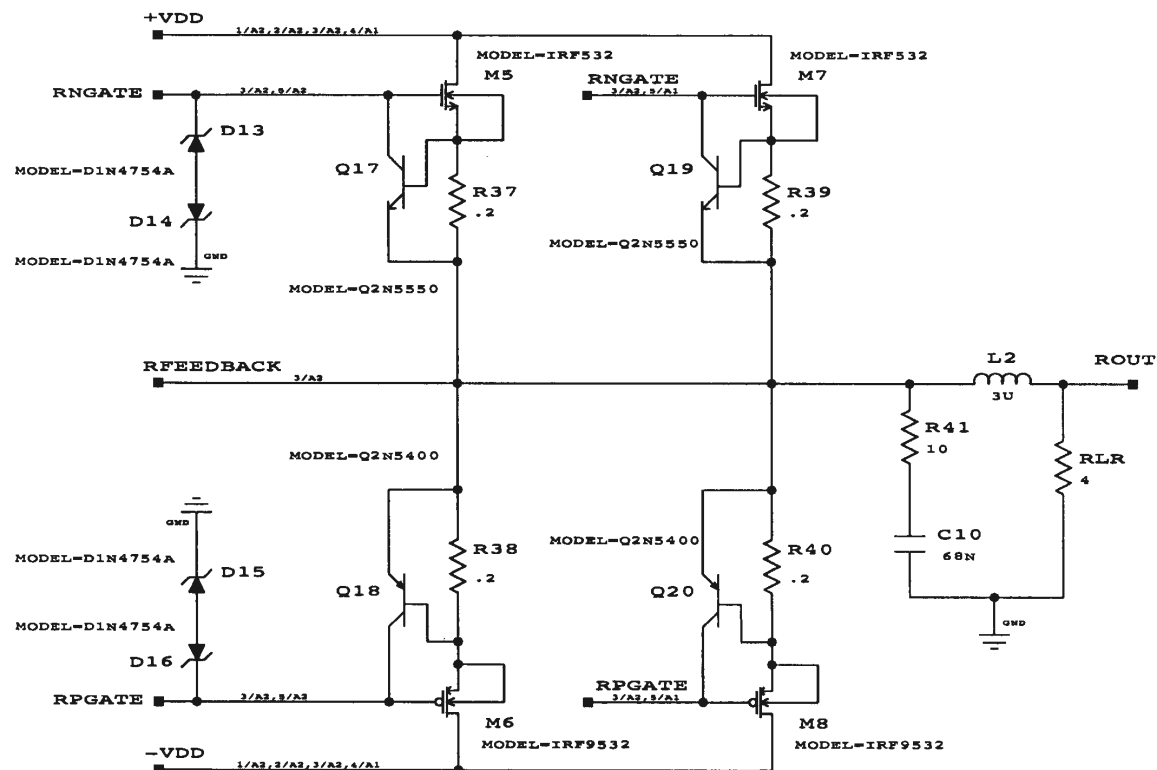 +VDD
1/A2,2/A2,3/A2,4/A1
MODEL=IRF532
M5
MODEL=IRF532
M7
RNGATE
3/A2,5/A2
RNGATE
3/A2,5/A1
D13
MODEL=D1N4754A
D14
GND
MODEL=D1N4754A
Q17
R37
.2
MODEL=Q2N5550
Q19
R39
.2
MODEL=Q2N5550
RFEEDBACK
3/A2
L2
3U
ROUT
R41
10
RLR
4
C10
68N
GND
MODEL=Q2N5400
R38
.2
Q18
MODEL=Q2N5400
R40
.2
Q20
GND
MODEL=D1N4754A
D15
MODEL=D1N4754A
D16
RPGATE
3/A2,5/A2
RPGATE
3/A2,5/A1
M6
MODEL=IRF9532
M8
MODEL=IRF9532
-VDD
1/A2,2/A2,3/A2,4/A1